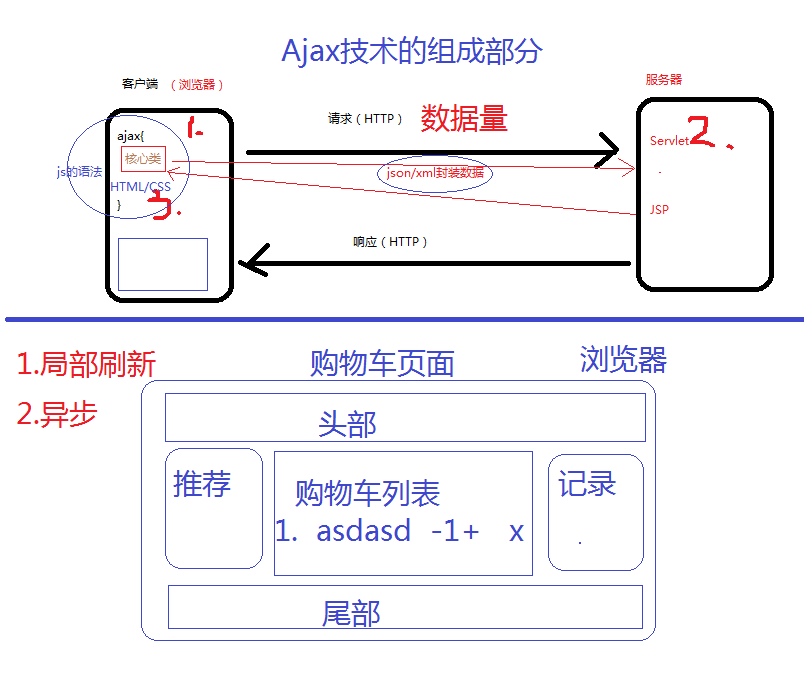 Ajax技术的组成部分
客户端 （浏览器）
服务器
请求（HTTP） 数据量
ajax{
1.
核心类
js的语法
HTML/CSS
}
3.
json/xml封装数据
Servlet
2.
JSP
响应（HTTP）
1.局部刷新
2.异步
购物车页面
浏览器
头部
推荐
购物车列表
1. asdasd -1+ x
记录
尾部